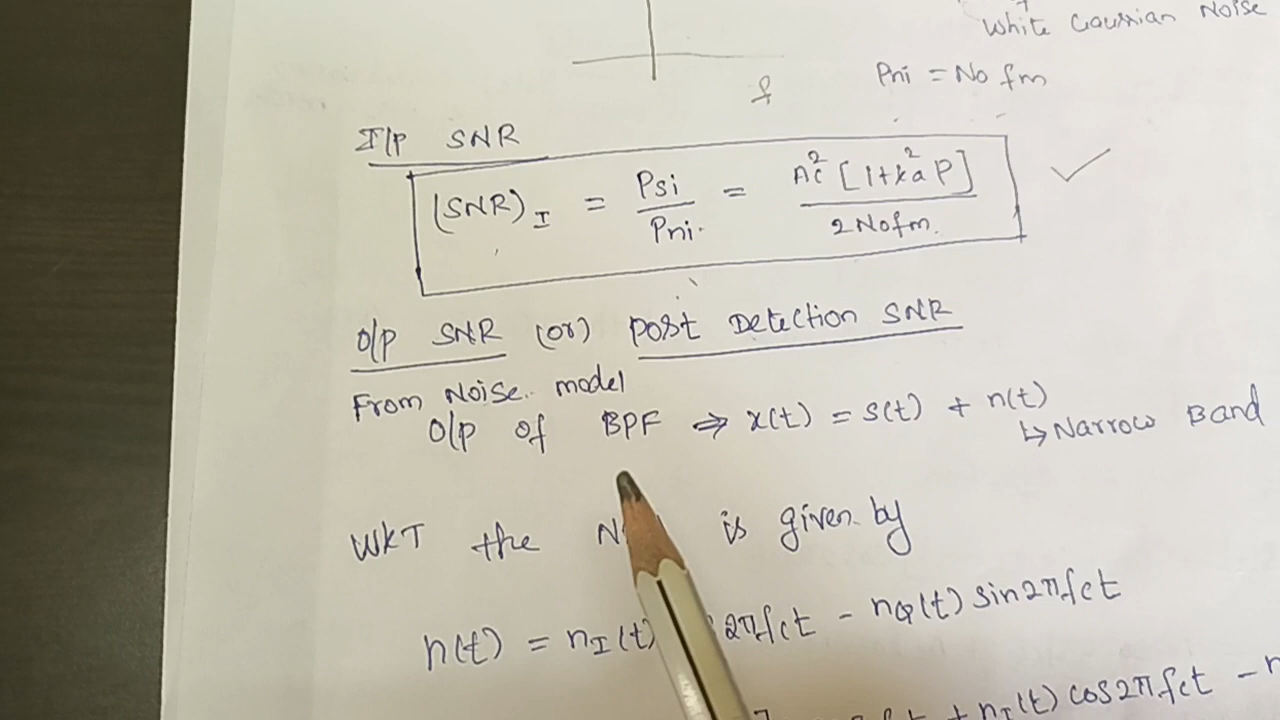 White Gaussian Noise
Pni = No fm
f
I/p SNR
(SNR)I = Psi/Pni = Ac² [1+ka²P] / 2Nofm.
O/p SNR (or) Post Detection SNR
From Noise model
O/p of BPF ⇒ x(t) = s(t) + n(t)
↳ Narrow Band
WKT the is given by
n(t) = nI(t) 2πfct - nQ(t) sin2πfct
t + nI(t) cos2πfct -